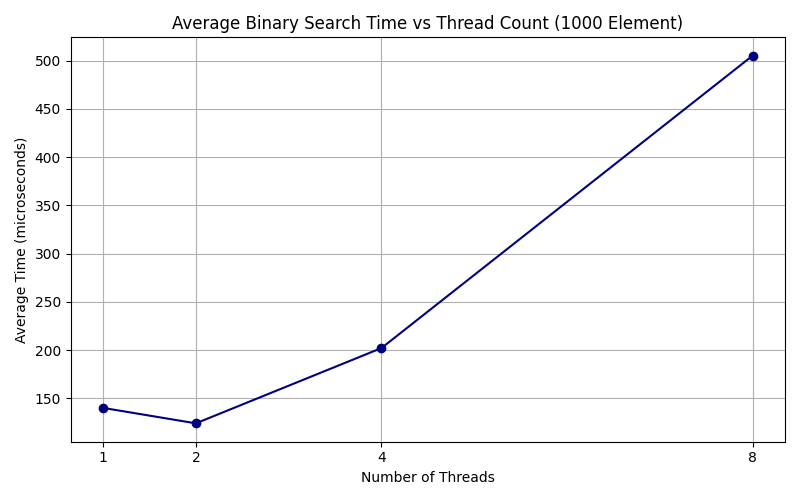 Average Binary Search Time vs Thread Count (1000 Element)
Average Time (microseconds)
500
450
400
350
300
250
200
150
1 2 4 8
Number of Threads